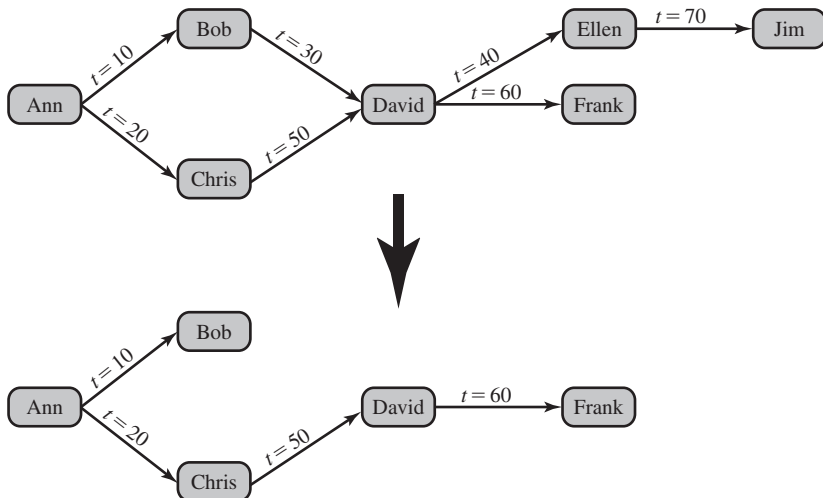 Bob
Ellen
t=70
Jim
t=10
t=30
t=40
Ann
David
t=60
Frank
t=20
t=50
Chris
Bob
t=10
Ann
David
t=60
Frank
t=20
t=50
Chris